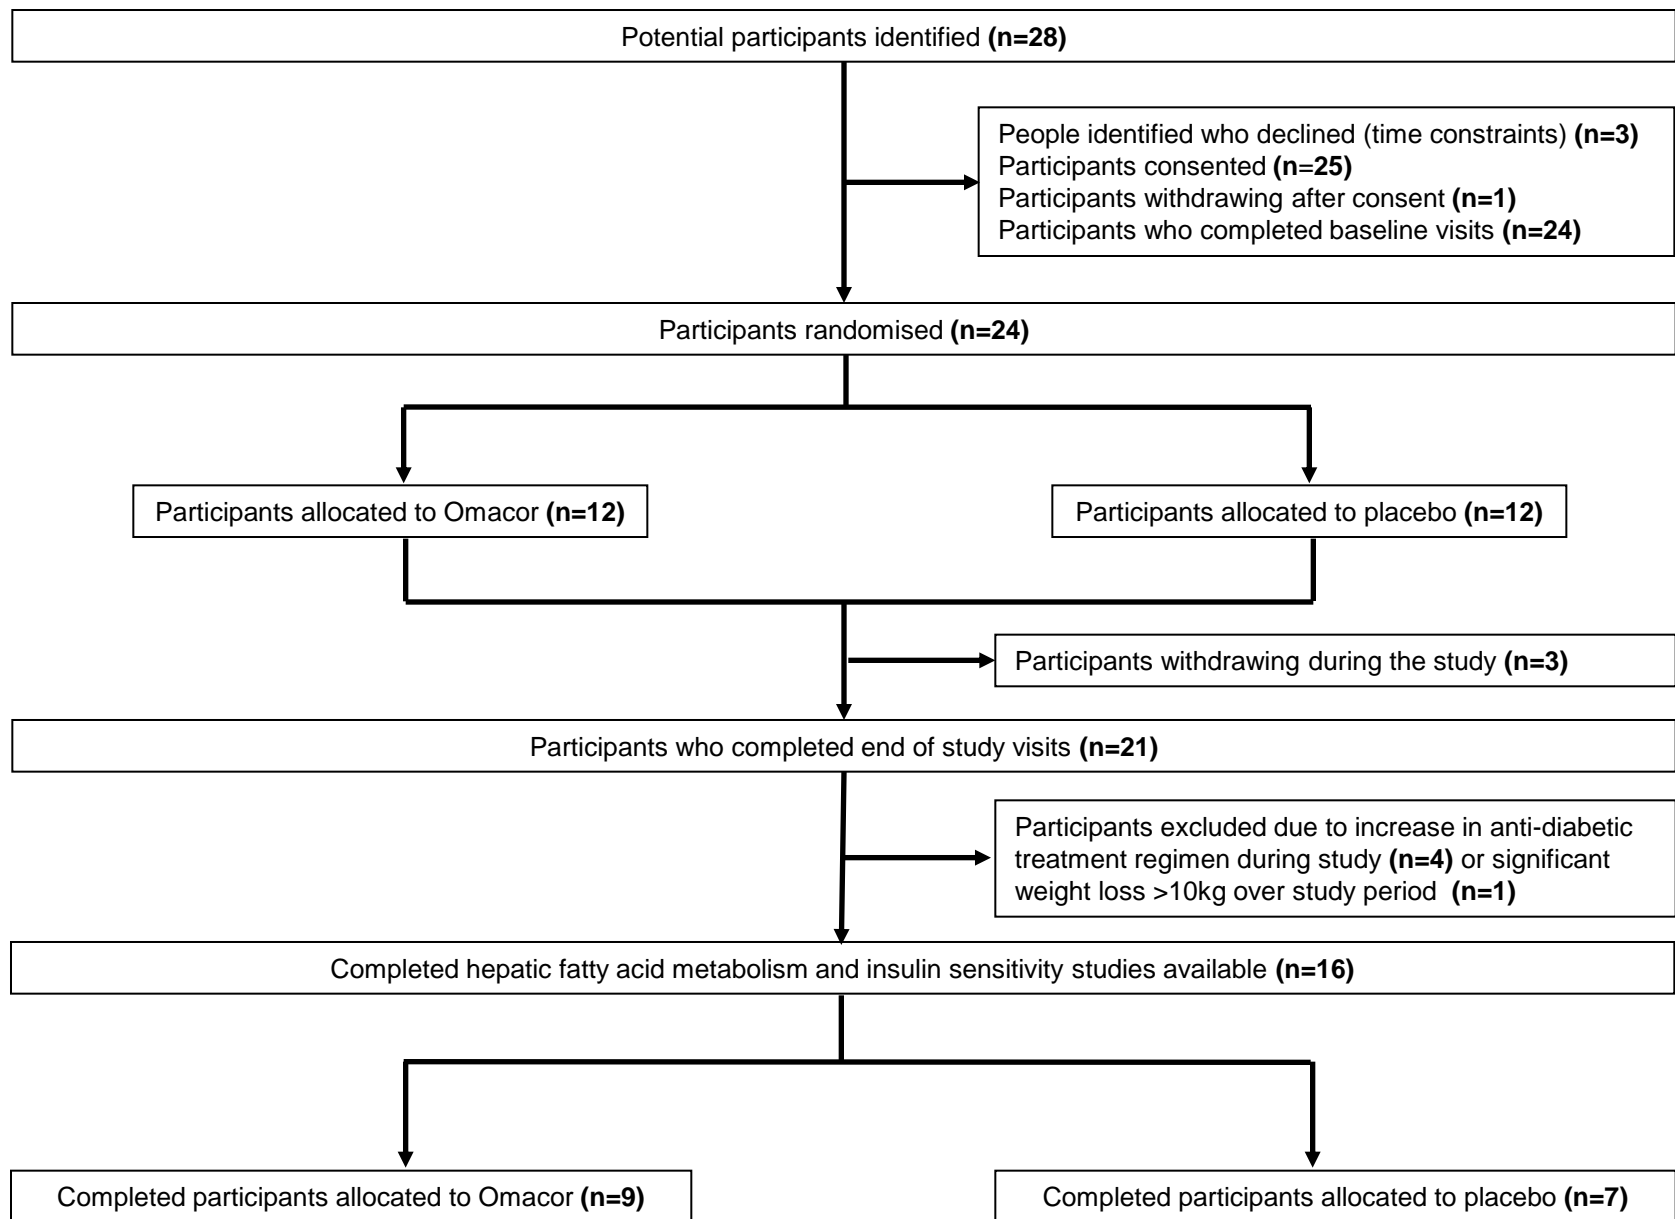 Potential participants identified (n=28)
People identified who declined (time constraints) (n=3)
Participants consented (n=25)
Participants withdrawing after consent (n=1)
Participants who completed baseline visits (n=24)
Participants randomised (n=24)
Participants allocated to Omacor (n=12)
Participants allocated to placebo (n=12)
Participants withdrawing during the study (n=3)
Participants who completed end of study visits (n=21)
Participants excluded due to increase in anti-diabetic
treatment regimen during study (n=4) or significant
weight loss >10kg over study period (n=1)
Completed hepatic fatty acid metabolism and insulin sensitivity studies available (n=16)
Completed participants allocated to Omacor (n=9)
Completed participants allocated to placebo (n=7)